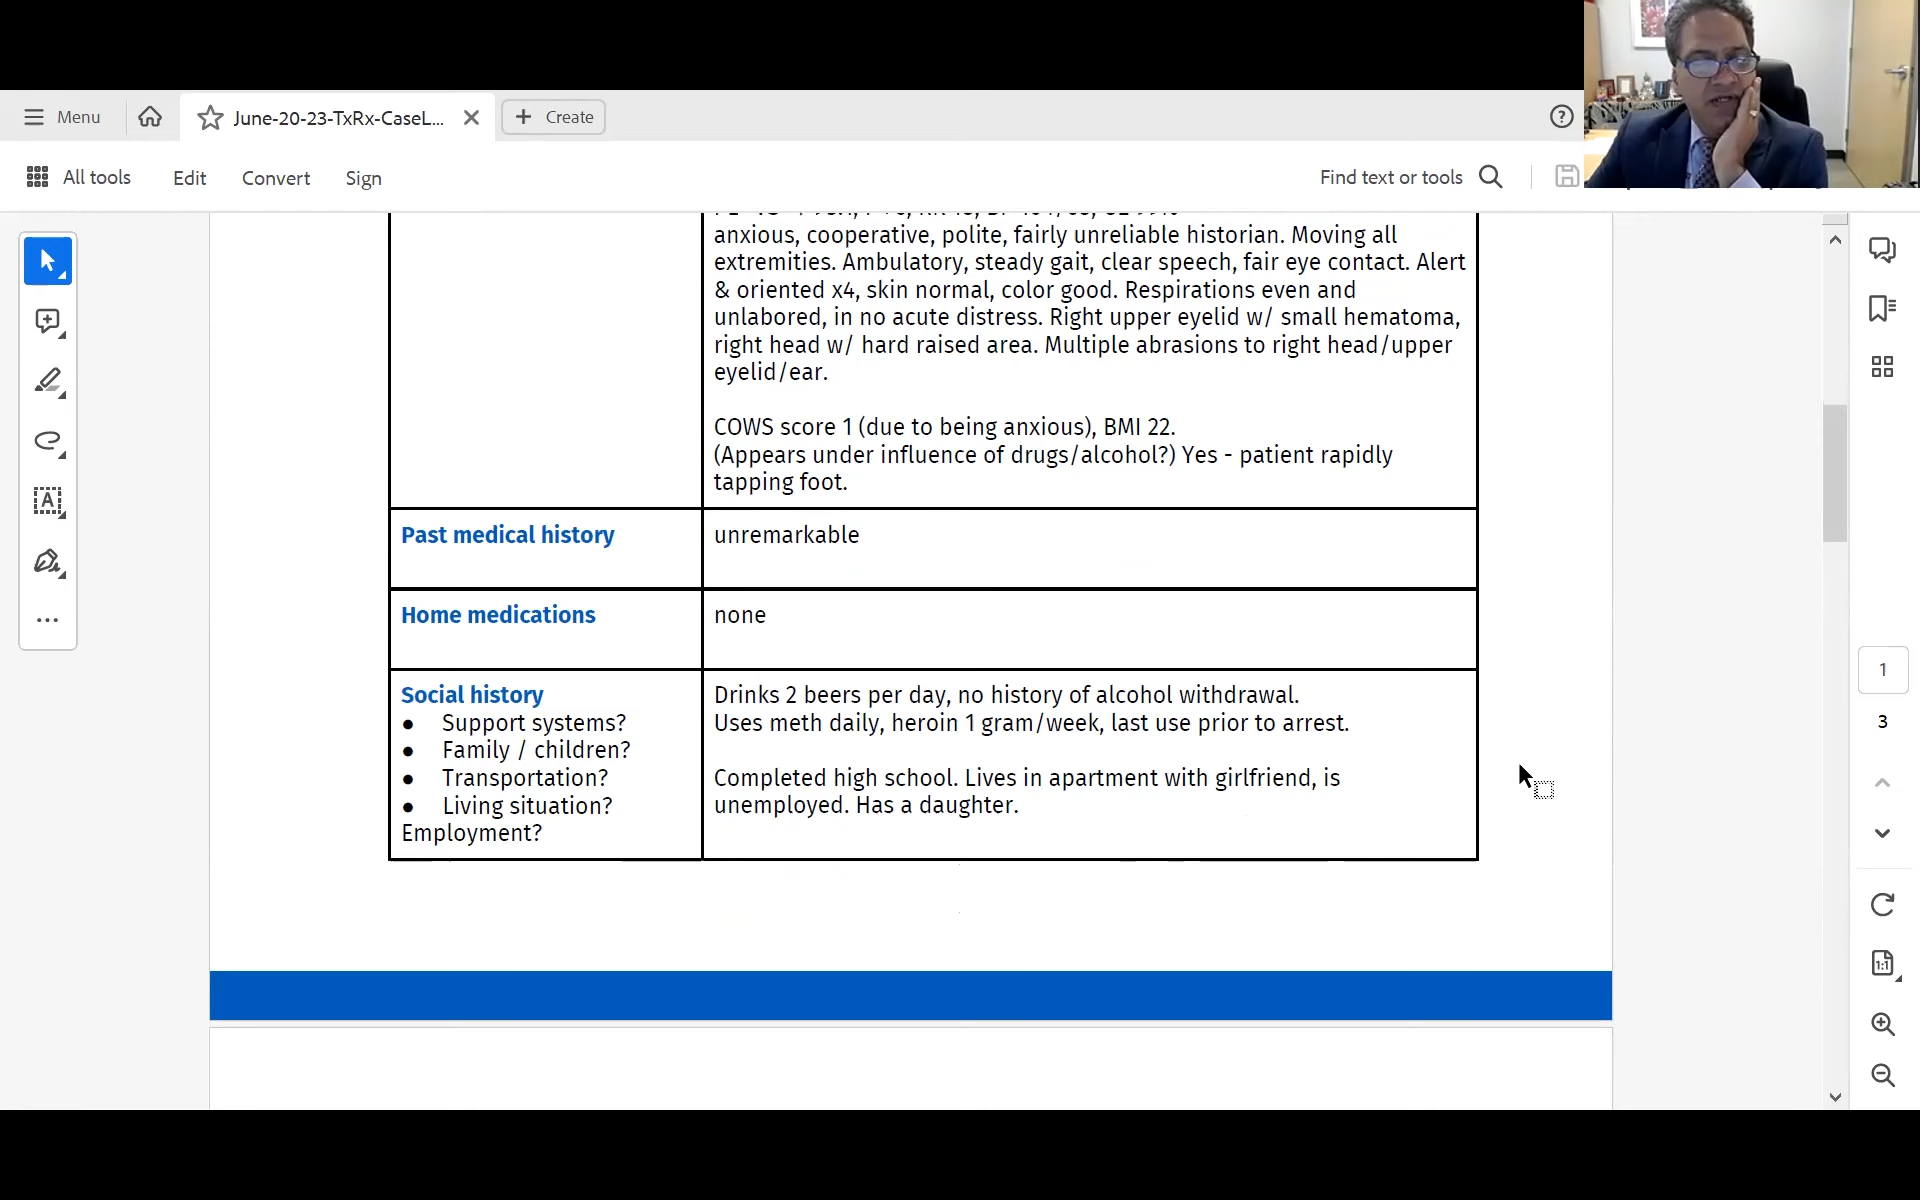 Menu
June-20-23-TxRx-CaseL...
Create
All tools
Edit
Convert
Sign
Find text or tools
anxious, cooperative, polite, fairly unreliable historian. Moving all
extremities. Ambulatory, steady gait, clear speech, fair eye contact. Alert
& oriented x4, skin normal, color good. Respirations even and
unlabored, in no acute distress. Right upper eyelid w/ small hematoma,
right head w/ hard raised area. Multiple abrasions to right head/upper
eyelid/ear.
COWS score 1 (due to being anxious), BMI 22.
(Appears under influence of drugs/alcohol?) Yes - patient rapidly
tapping foot.
Past medical history
unremarkable
Home medications
none
Social history
● Support systems?
● Family / children?
● Transportation?
● Living situation?
Employment?
Drinks 2 beers per day, no history of alcohol withdrawal.
Uses meth daily, heroin 1 gram/week, last use prior to arrest.
Completed high school. Lives in apartment with girlfriend, is
unemployed. Has a daughter.
1
3
1:1